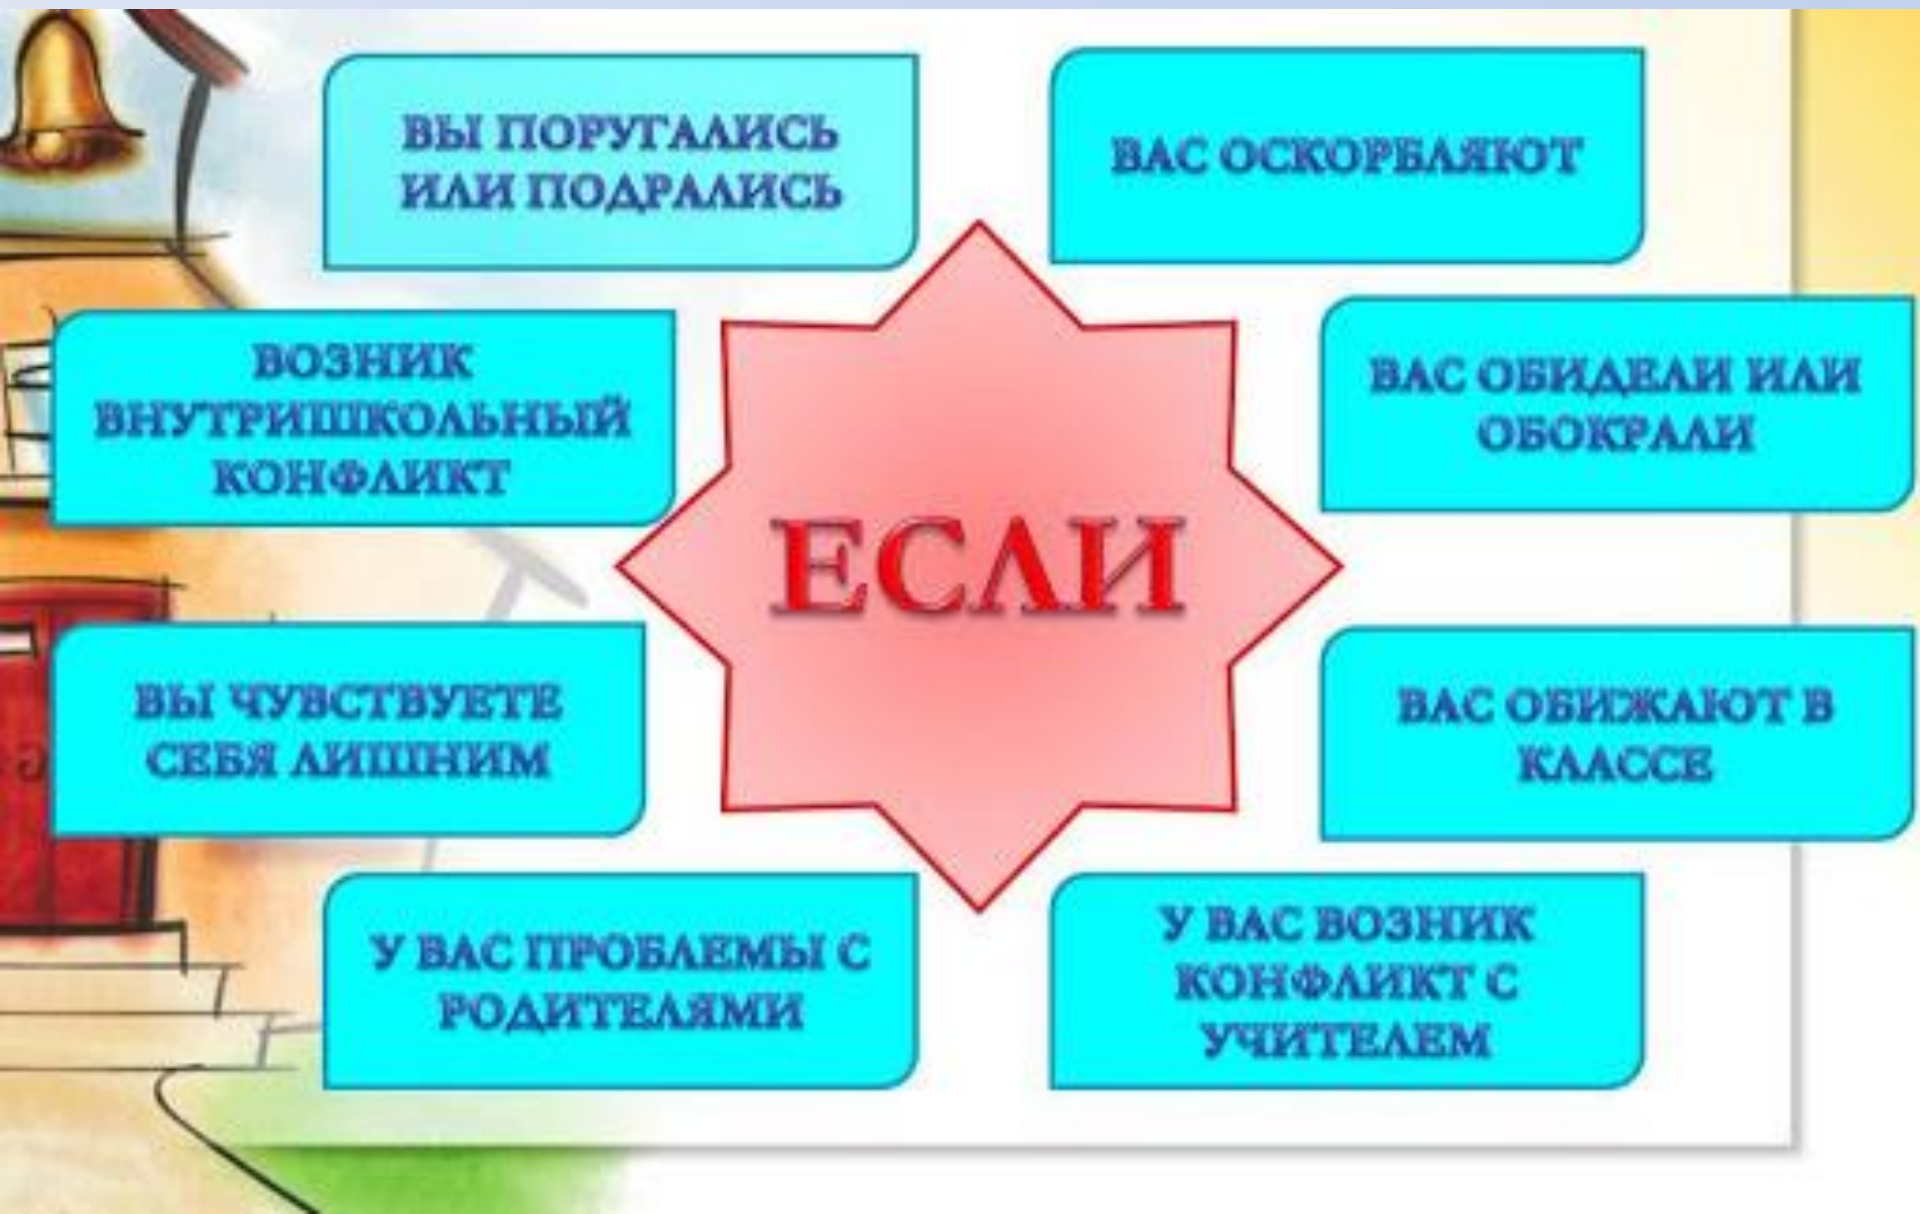 ВЫ ПОРУГАЛИСЬ
ИЛИ ПОДРАЛИСЬ
ВАС ОСКОРБЛЯЮТ
ВОЗНИК
ВНУТРИШКОЛЬНЫЙ
КОНФЛИКТ
ВАС ОБИДЕЛИ ИЛИ
ОБОКРАЛИ
ЕСЛИ
ВЫ ЧУВСТВУЕТЕ
СЕБЯ ЛИШНИМ
ВАС ОБИЖАЮТ В
КЛАССЕ
У ВАС ПРОБЛЕМЫ С
РОДИТЕЛЯМИ
У ВАС ВОЗНИК
КОНФЛИКТ С
УЧИТЕЛЕМ